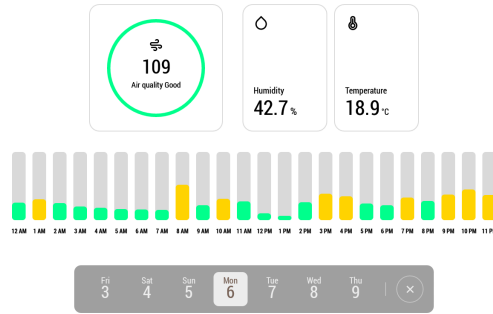 109
Air quality Good
Humidity
42.7 %
Temperature
18.9 °C
12 AM 1 AM 2 AM 3 AM 4 AM 5 AM 6 AM 7 AM 8 AM 9 AM 10 AM 11 AM 12 PM 1 PM 2 PM 3 PM 4 PM 5 PM 6 PM 7 PM 8 PM 9 PM 10 PM 11 P
Fri Sat Sun Mon Tue Wed Thu
3 4 5 6 7 8 9